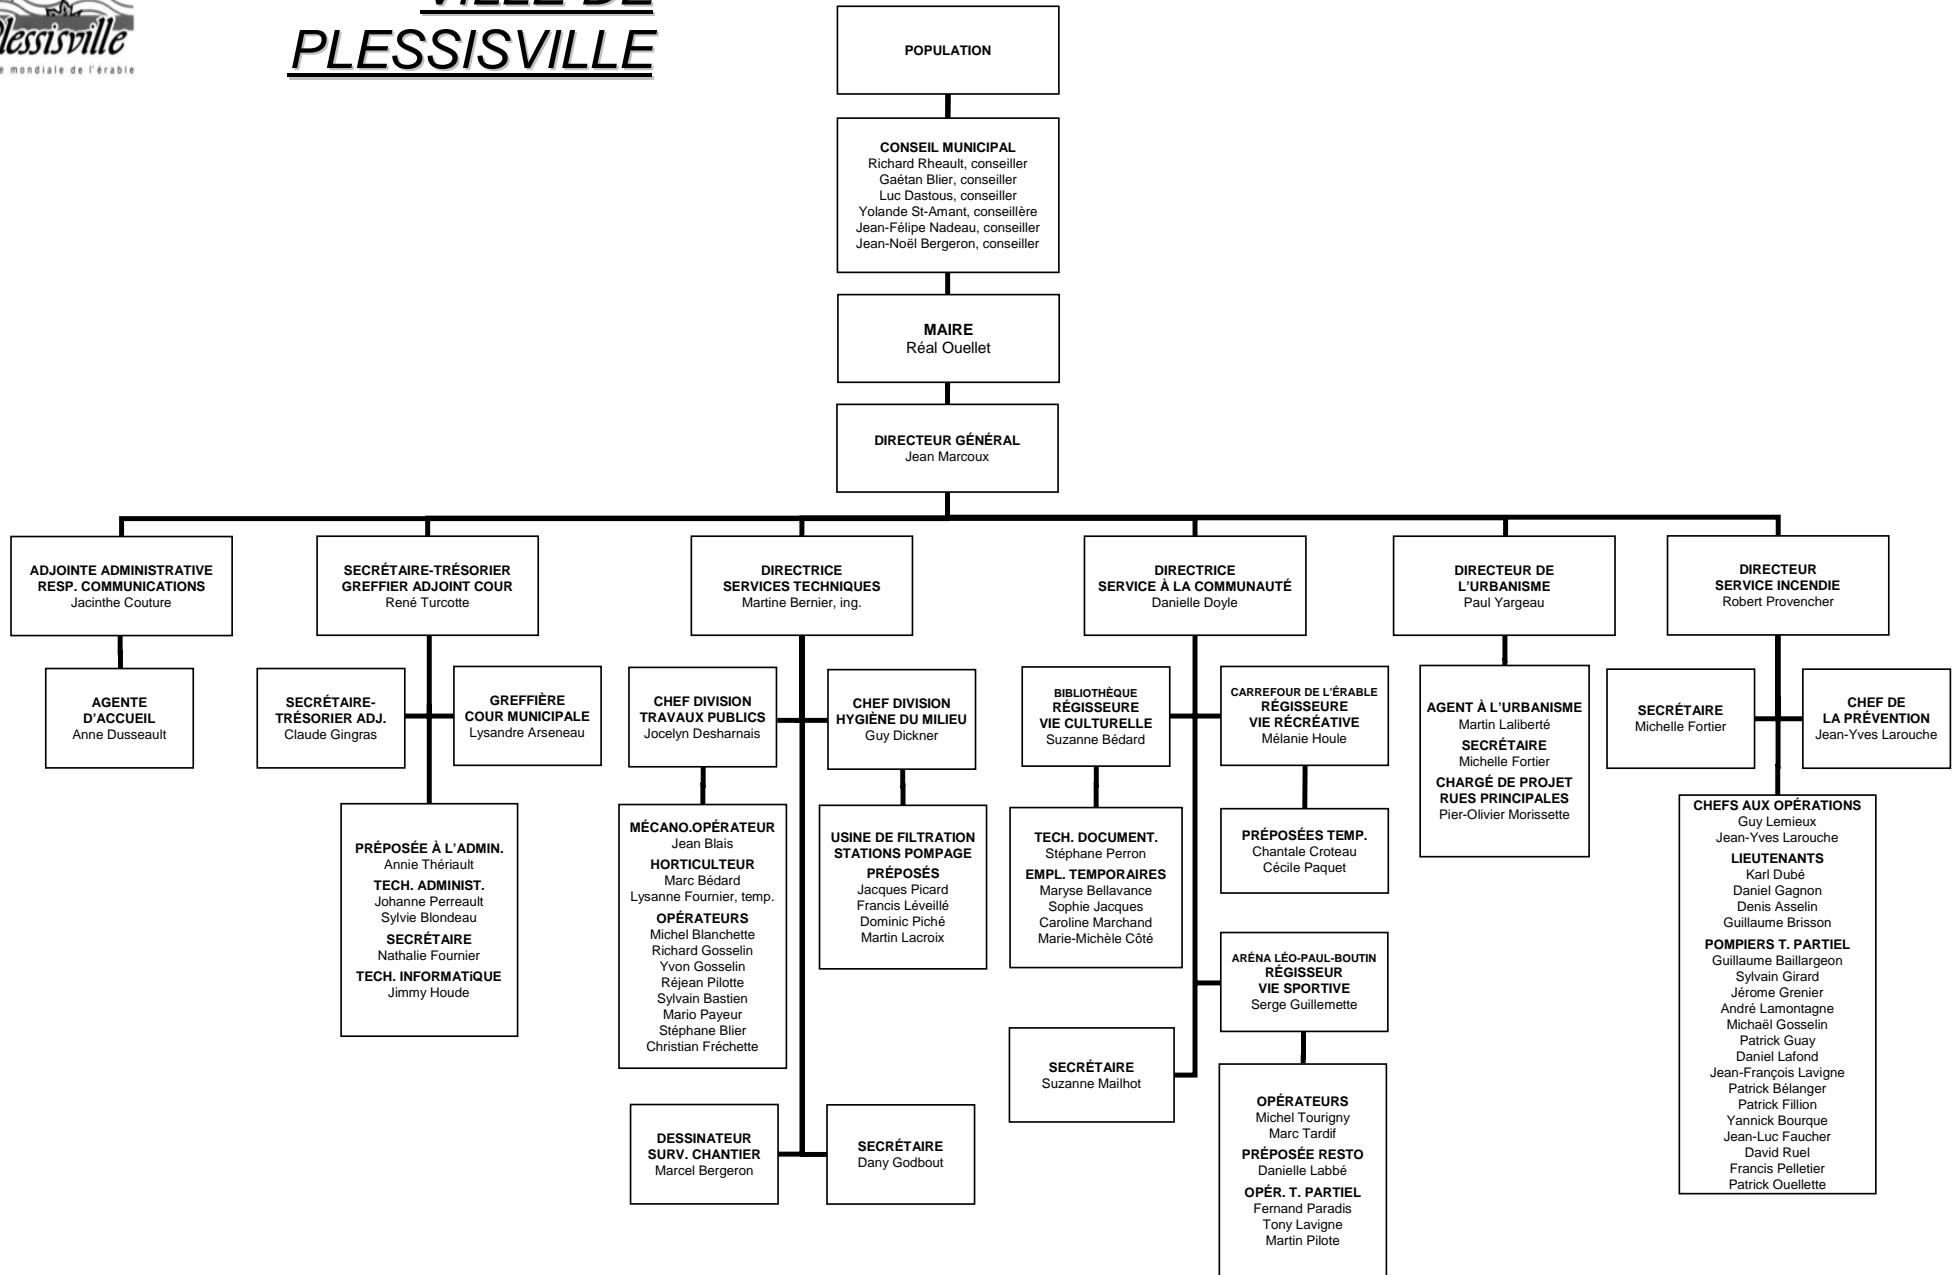 Plessisville
mondiale de l'érable
VILLE DE
PLESSISVILLE
POPULATION
CONSEIL MUNICIPAL
Richard Rheault, conseiller
Gaétan Blier, conseiller
Luc Dastous, conseiller
Yolande St-Amant, conseillère
Jean-Félipe Nadeau, conseiller
Jean-Noël Bergeron, conseiller
MAIRE
Réal Ouellet
DIRECTEUR GÉNÉRAL
Jean Marcoux
ADJOINTE ADMINISTRATIVE
RESP. COMMUNICATIONS
Jacinthe Couture
AGENTE
D'ACCUEIL
Anne Dusseault
SECRÉTAIRE-TRÉSORIER
GREFFIER ADJOINT COUR
René Turcotte
SECRÉTAIRE-
TRÉSORIER ADJ.
Claude Gingras
GREFFIÈRE
COUR MUNICIPALE
Lysandre Arseneau
PRÉPOSÉE À L'ADMIN.
Annie Thériault
TECH. ADMINIST.
Johanne Perreault
Sylvie Blondeau
SECRÉTAIRE
Nathalie Fournier
TECH. INFORMATiQUE
Jimmy Houde
DIRECTRICE
SERVICES TECHNIQUES
Martine Bernier, ing.
CHEF DIVISION
TRAVAUX PUBLICS
Jocelyn Desharnais
CHEF DIVISION
HYGIÈNE DU MILIEU
Guy Dickner
MÉCANO.OPÉRATEUR
Jean Blais
HORTICULTEUR
Marc Bédard
Lysanne Fournier, temp.
OPÉRATEURS
Michel Blanchette
Richard Gosselin
Yvon Gosselin
Réjean Pilotte
Sylvain Bastien
Mario Payeur
Stéphane Blier
Christian Fréchette
USINE DE FILTRATION
STATIONS POMPAGE
PRÉPOSÉS
Jacques Picard
Francis Léveillé
Dominic Piché
Martin Lacroix
DESSINATEUR
SURV. CHANTIER
Marcel Bergeron
SECRÉTAIRE
Dany Godbout
DIRECTRICE
SERVICE À LA COMMUNAUTÉ
Danielle Doyle
BIBLIOTHÈQUE
RÉGISSEURE
VIE CULTURELLE
Suzanne Bédard
CARREFOUR DE L'ÉRABLE
RÉGISSEURE
VIE RÉCRÉATIVE
Mélanie Houle
TECH. DOCUMENT.
Stéphane Perron
EMPL. TEMPORAIRES
Maryse Bellavance
Sophie Jacques
Caroline Marchand
Marie-Michèle Côté
PRÉPOSÉES TEMP.
Chantale Croteau
Cécile Paquet
ARÉNA LÉO-PAUL-BOUTIN
RÉGISSEUR
VIE SPORTIVE
Serge Guillemette
SECRÉTAIRE
Suzanne Mailhot
OPÉRATEURS
Michel Tourigny
Marc Tardif
PRÉPOSÉE RESTO
Danielle Labbé
OPÉR. T. PARTIEL
Fernand Paradis
Tony Lavigne
Martin Pilote
DIRECTEUR DE
L'URBANISME
Paul Yargeau
AGENT À L'URBANISME
Martin Laliberté
SECRÉTAIRE
Michelle Fortier
CHARGÉ DE PROJET
RUES PRINCIPALES
Pier-Olivier Morissette
DIRECTEUR
SERVICE INCENDIE
Robert Provencher
SECRÉTAIRE
Michelle Fortier
CHEF DE
LA PRÉVENTION
Jean-Yves Larouche
CHEFS AUX OPÉRATIONS
Guy Lemieux
Jean-Yves Larouche
LIEUTENANTS
Karl Dubé
Daniel Gagnon
Denis Asselin
Guillaume Brisson
POMPIERS T. PARTIEL
Guillaume Baillargeon
Sylvain Girard
Jérome Grenier
André Lamontagne
Michaël Gosselin
Patrick Guay
Daniel Lafond
Jean-François Lavigne
Patrick Bélanger
Patrick Fillion
Yannick Bourque
Jean-Luc Faucher
David Ruel
Francis Pelletier
Patrick Ouellette